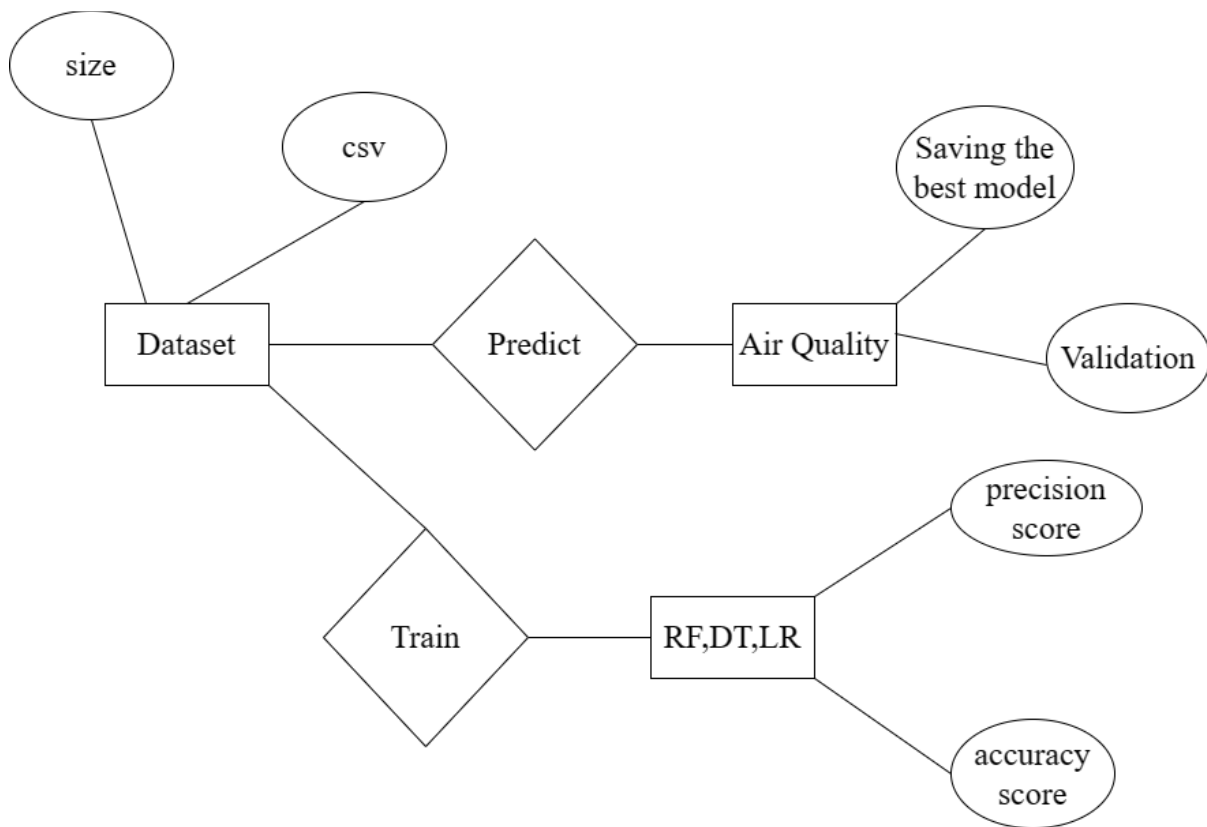 size
csv
Saving the
best model
Dataset
Predict
Air Quality
Validation
precision
score
Train
RF,DT,LR
accuracy
score